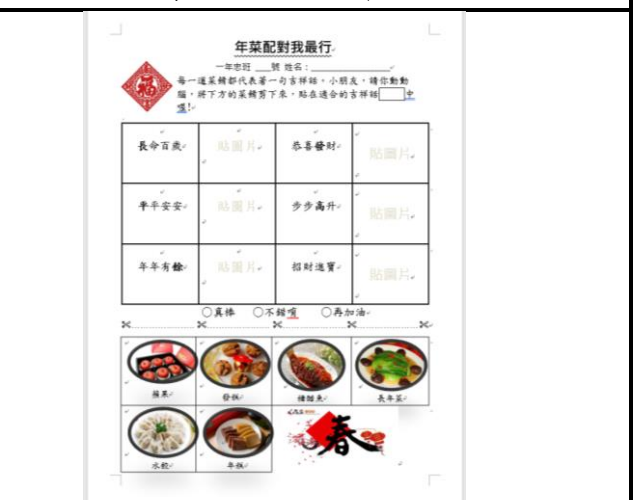 年菜配對我最行
一年忠班 ___號 姓名：
每一道菜餚都代表著一句吉祥話，小朋友，請你動動
腦，將下方的菜餚剪下來，貼在適合的吉祥話 中
喔!
長命百歲 貼圖片 恭喜發財 貼圖片
平平安安 貼圖片 步步高升 貼圖片
年年有餘 貼圖片 招財進寶 貼圖片
○真棒 ○不錯唷 ○再加油
蘋果 發糕 糖醋魚 長年菜
水餃 年糕 春